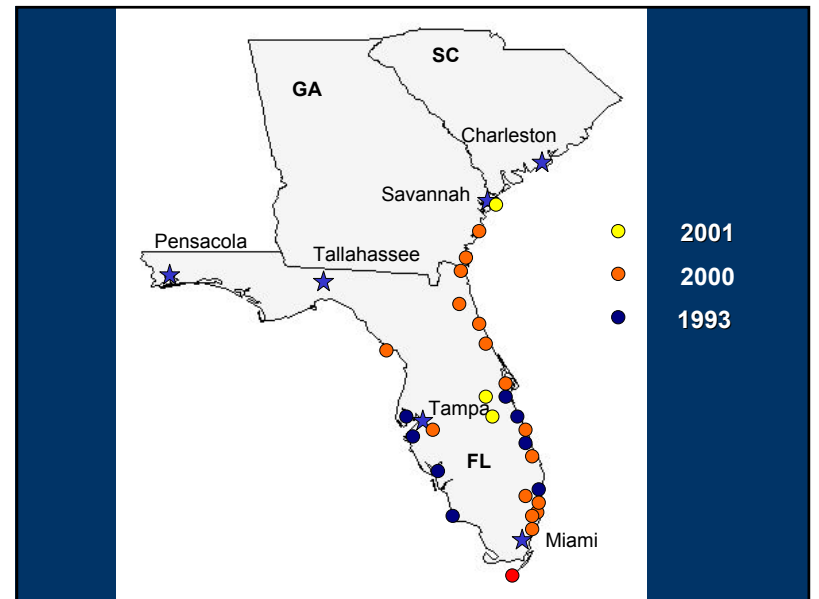 SC
GA
Charleston
Savannah
2001
Pensacola
Tallahassee
2000
1993
Tampa
FL
Miami